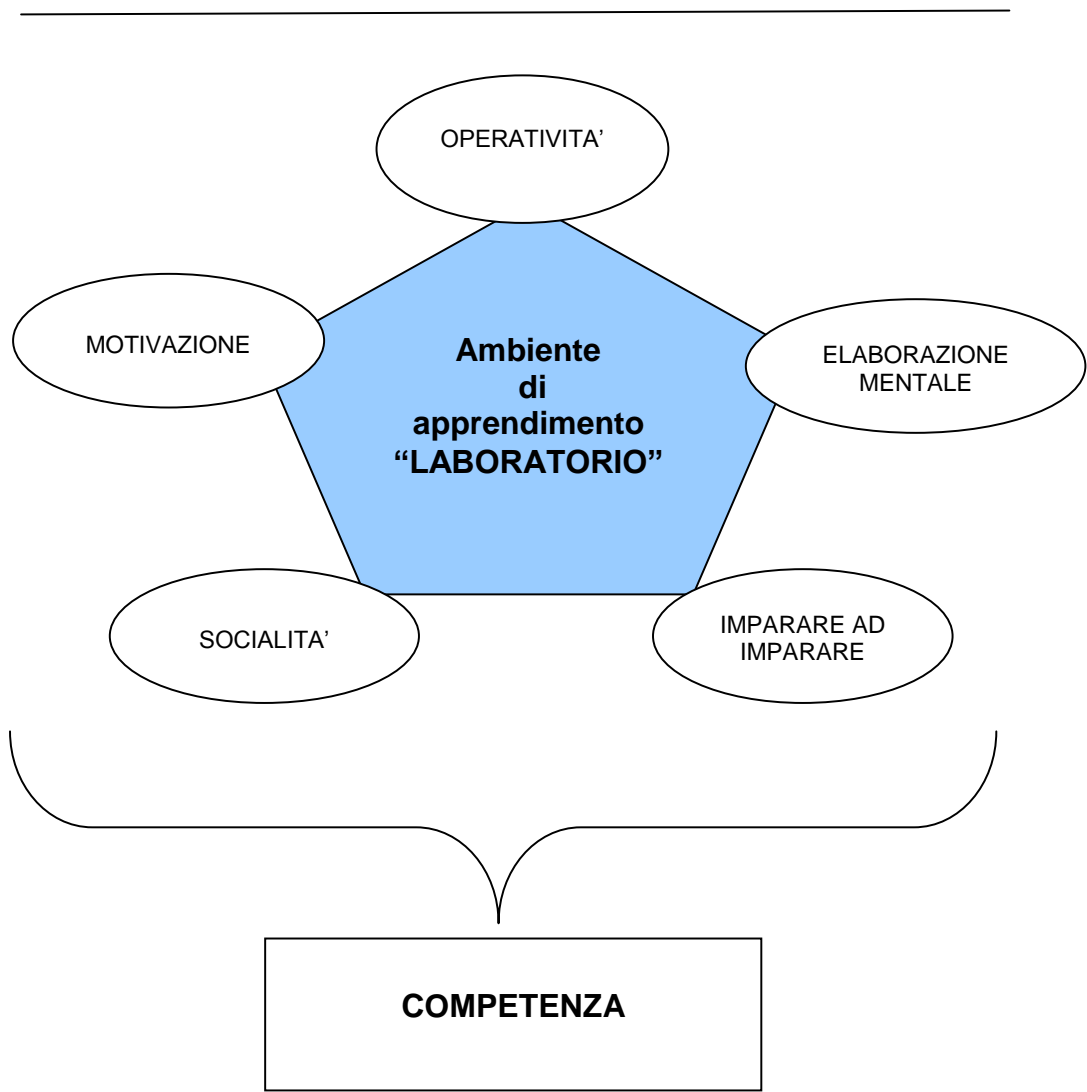 OPERATIVITA’
MOTIVAZIONE
Ambiente
di
apprendimento
“LABORATORIO”
ELABORAZIONE
MENTALE
SOCIALITA’
IMPARARE AD
IMPARARE
COMPETENZA